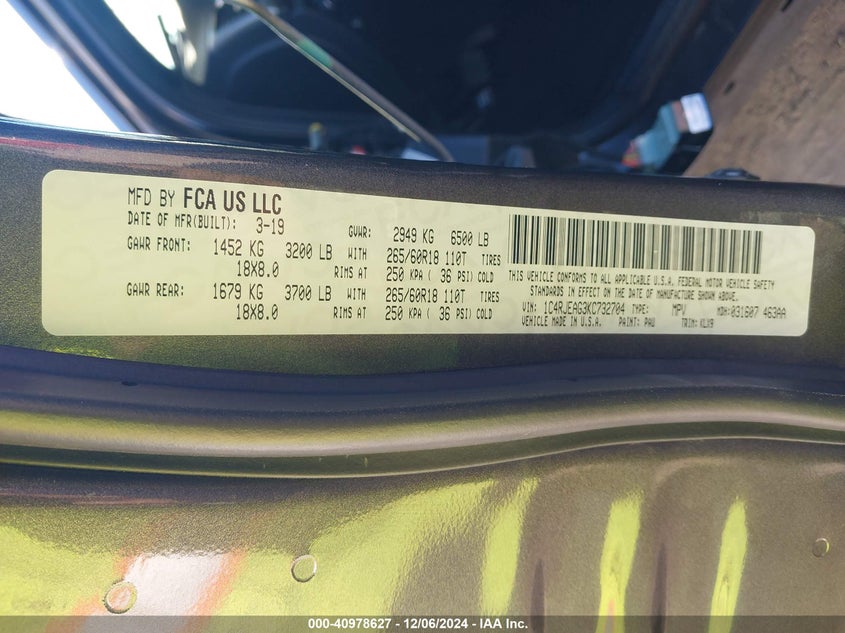 MFD BY FCA US LLC
DATE OF MFR(BUILT): 3-19 GVWR: 2949 KG 6500 LB
GAWR FRONT: 1452 KG 3200 LB WITH 265/60R18 110T TIRES
18X8.0 RIMS AT 250 KPA ( 36 PSI) COLD
GAWR REAR: 1679 KG 3700 LB WITH 265/60R18 110T TIRES
18X8.0 RIMS AT 250 KPA ( 36 PSI) COLD
THIS VEHICLE CONFORMS TO ALL APPLICABLE U.S.A. FEDERAL MOTOR VEHICLE SAFETY
STANDARDS IN EFFECT ON THE DATE OF MANUFACTURE SHOWN ABOVE.
VIN: 1C4RJEAG3KC732704 TYPE: MPV MDH:031607 463AA
VEHICLE MADE IN U.S.A. PAINT: PAU TRIM: KLX9
000-40978627 - 12/06/2024 - IAA Inc.